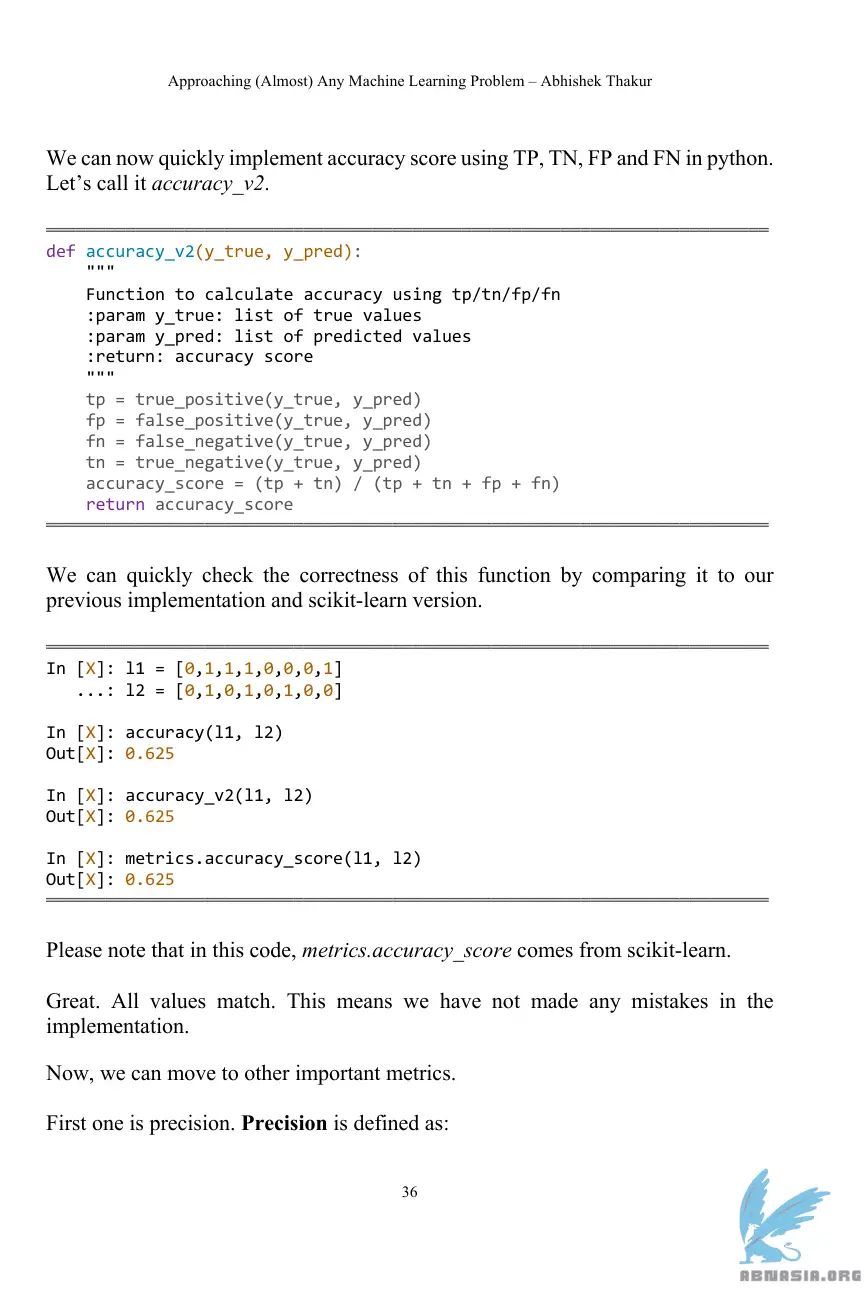 Approaching (Almost) Any Machine Learning Problem – Abhishek Thakur
We can now quickly implement accuracy score using TP, TN, FP and FN in python.
Let’s call it accuracy_v2.
def accuracy_v2(y_true, y_pred):
    """
    Function to calculate accuracy using tp/tn/fp/fn
    :param y_true: list of true values
    :param y_pred: list of predicted values
    :return: accuracy score
    """
    tp = true_positive(y_true, y_pred)
    fp = false_positive(y_true, y_pred)
    fn = false_negative(y_true, y_pred)
    tn = true_negative(y_true, y_pred)
    accuracy_score = (tp + tn) / (tp + tn + fp + fn)
    return accuracy_score
We can quickly check the correctness of this function by comparing it to our
previous implementation and scikit-learn version.
In [X]: l1 = [0,1,1,1,0,0,0,1]
   ...: l2 = [0,1,0,1,0,1,0,0]
In [X]: accuracy(l1, l2)
Out[X]: 0.625
In [X]: accuracy_v2(l1, l2)
Out[X]: 0.625
In [X]: metrics.accuracy_score(l1, l2)
Out[X]: 0.625
Please note that in this code, metrics.accuracy_score comes from scikit-learn.
Great. All values match. This means we have not made any mistakes in the
implementation.
Now, we can move to other important metrics.
First one is precision. Precision is defined as:
36
ABNASIA.ORG